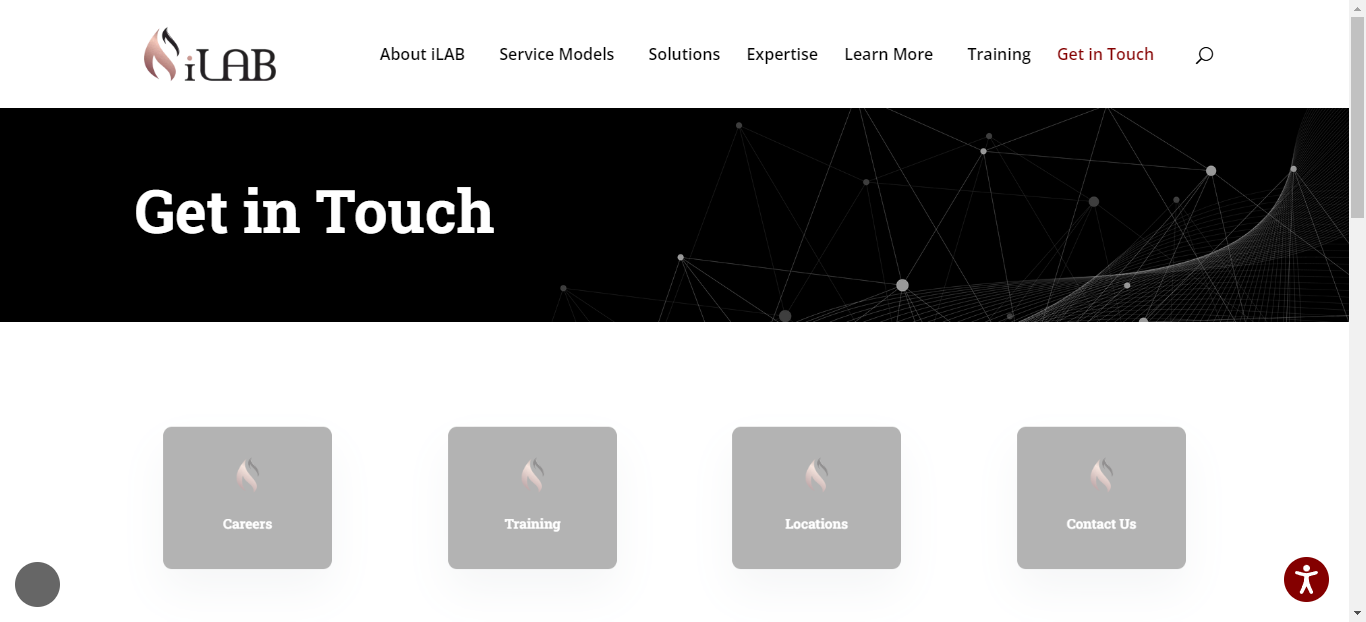 iLAB
About iLAB Service Models Solutions Expertise Learn More Training Get in Touch
Get in Touch
Careers Training Locations Contact Us